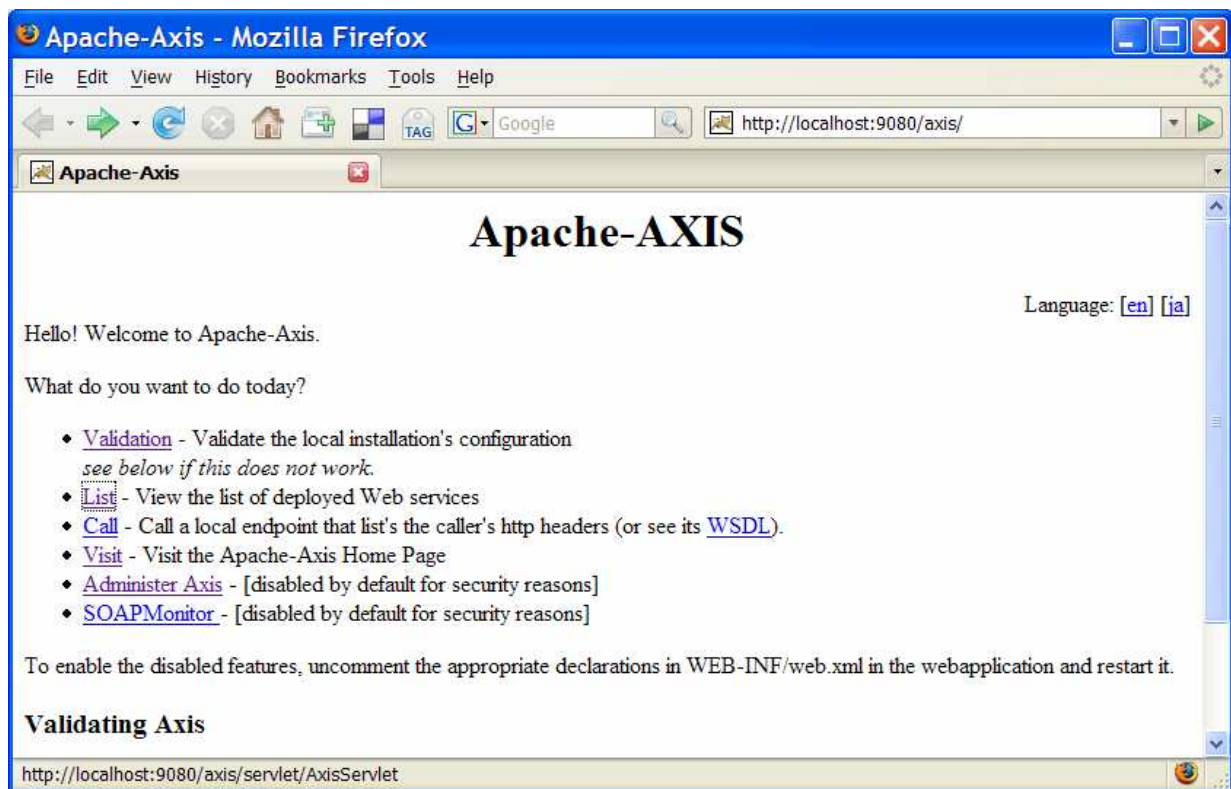 Apache-Axis - Mozilla Firefox
File Edit View History Bookmarks Tools Help
TAG G Google http://localhost:9080/axis/
Apache-Axis
Apache-AXIS
Language: [en] [ja]
Hello! Welcome to Apache-Axis.
What do you want to do today?
• Validation - Validate the local installation's configuration
see below if this does not work.
• List - View the list of deployed Web services
• Call - Call a local endpoint that list's the caller's http headers (or see its WSDL).
• Visit - Visit the Apache-Axis Home Page
• Administer Axis - [disabled by default for security reasons]
• SOAPMonitor - [disabled by default for security reasons]
To enable the disabled features, uncomment the appropriate declarations in WEB-INF/web.xml in the webapplication and restart it.
Validating Axis
http://localhost:9080/axis/servlet/AxisServlet